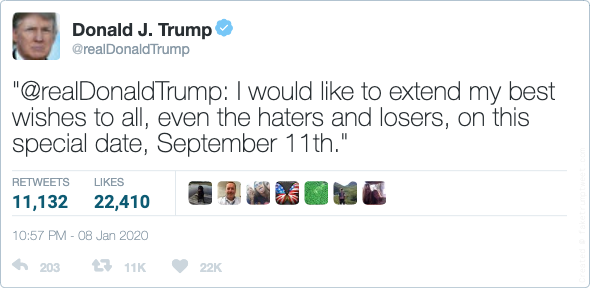 Donald J. Trump
@realDonaldTrump
"@realDonaldTrump: I would like to extend my best
wishes to all, even the haters and losers, on this
special date, September 11th."
RETWEETS LIKES
11,132 22,410
10:57 PM - 08 Jan 2020
203 11K 22K